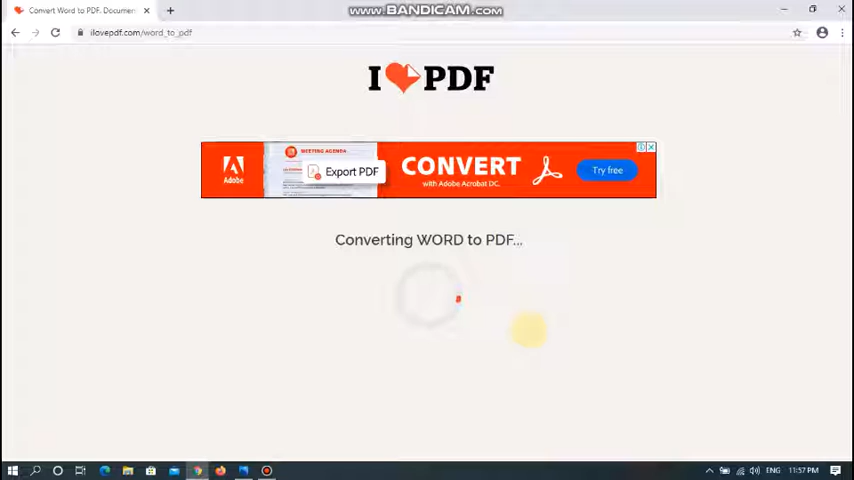 www.BANDICAM.com
Convert Word to PDF. Documen
ilovepdf.com/word_to_pdf
I PDF
Adobe
MEETING AGENDA
Export PDF
CONVERT
with Adobe Acrobat DC.
Try free
Converting WORD to PDF...
ENG
11:57 PM